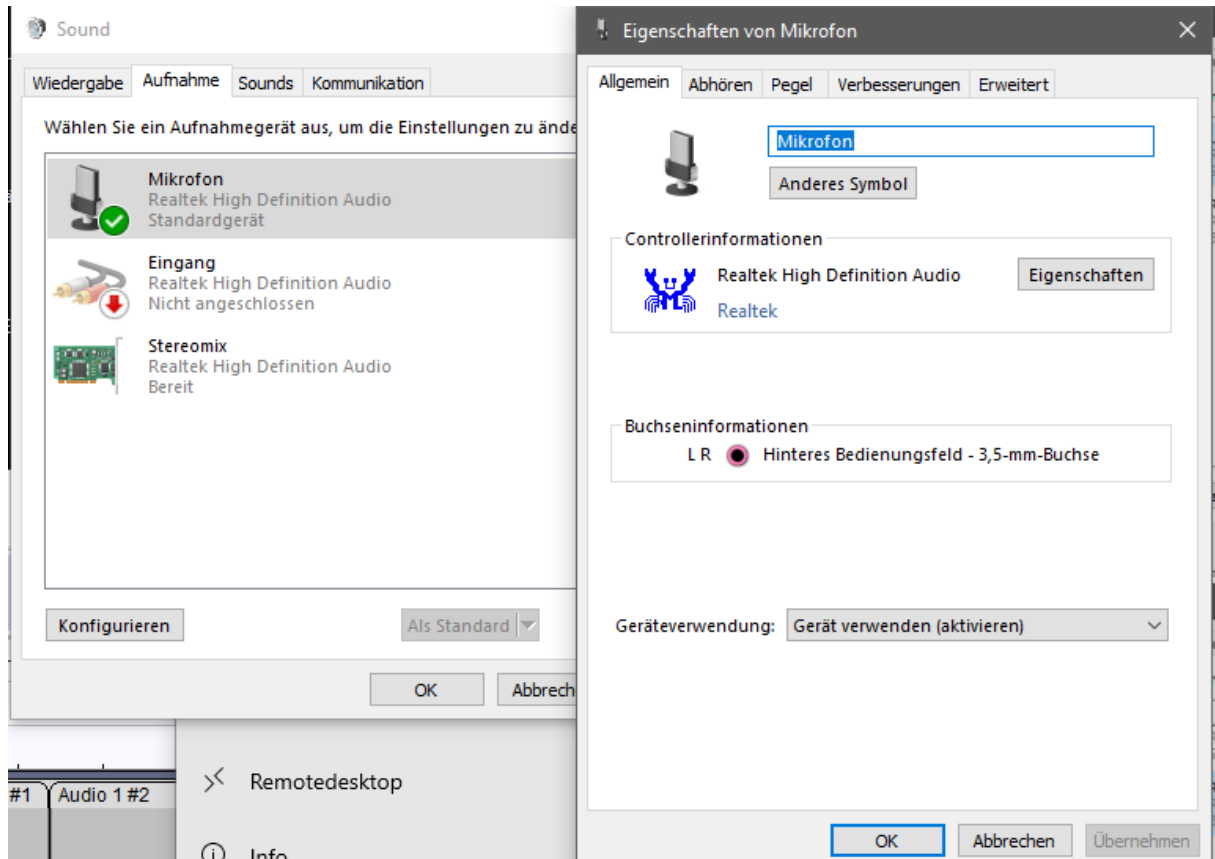 Sound
Wiedergabe Aufnahme Sounds Kommunikation
Wählen Sie ein Aufnahmegerät aus, um die Einstellungen zu ände
Mikrofon
Realtek High Definition Audio
Standardgerät
Eingang
Realtek High Definition Audio
Nicht angeschlossen
Stereomix
Realtek High Definition Audio
Bereit
Konfigurieren
Als Standard
OK
Abbrech
#1 Audio 1 #2
Remotedesktop
Info
Eigenschaften von Mikrofon
Allgemein Abhören Pegel Verbesserungen Erweitert
Mikrofon
Anderes Symbol
Controllerinformationen
Realtek High Definition Audio
Eigenschaften
Realtek
Buchseninformationen
L R Hinteres Bedienungsfeld - 3,5-mm-Buchse
Geräteverwendung: Gerät verwenden (aktivieren)
OK
Abbrechen
Übernehmen